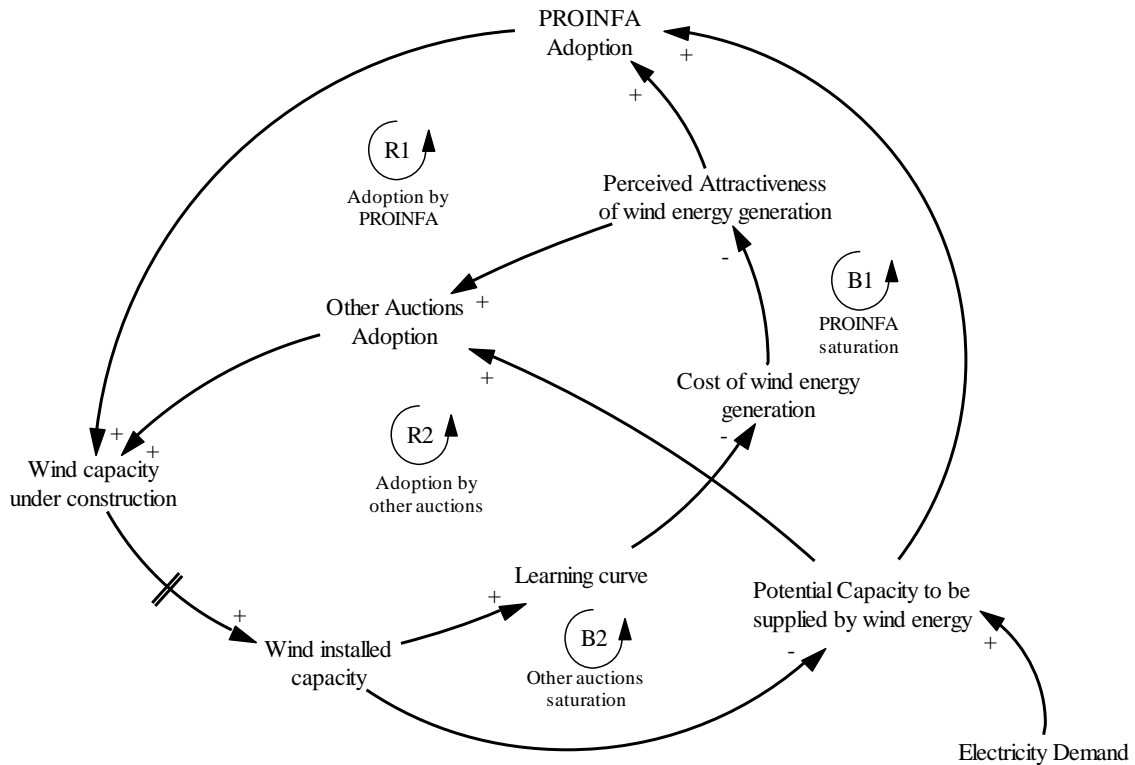 PROINFA
Adoption
+
+
R1
Adoption by
PROINFA
Perceived Attractiveness
of wind energy generation
-
B1
PROINFA
saturation
Other Auctions
Adoption
+
+
Cost of wind energy
generation
-
R2
Adoption by
other auctions
+
+
Wind capacity
under construction
Learning curve
+
Potential Capacity to be
supplied by wind energy
-
+
+
Wind installed
capacity
B2
Other auctions
saturation
Electricity Demand